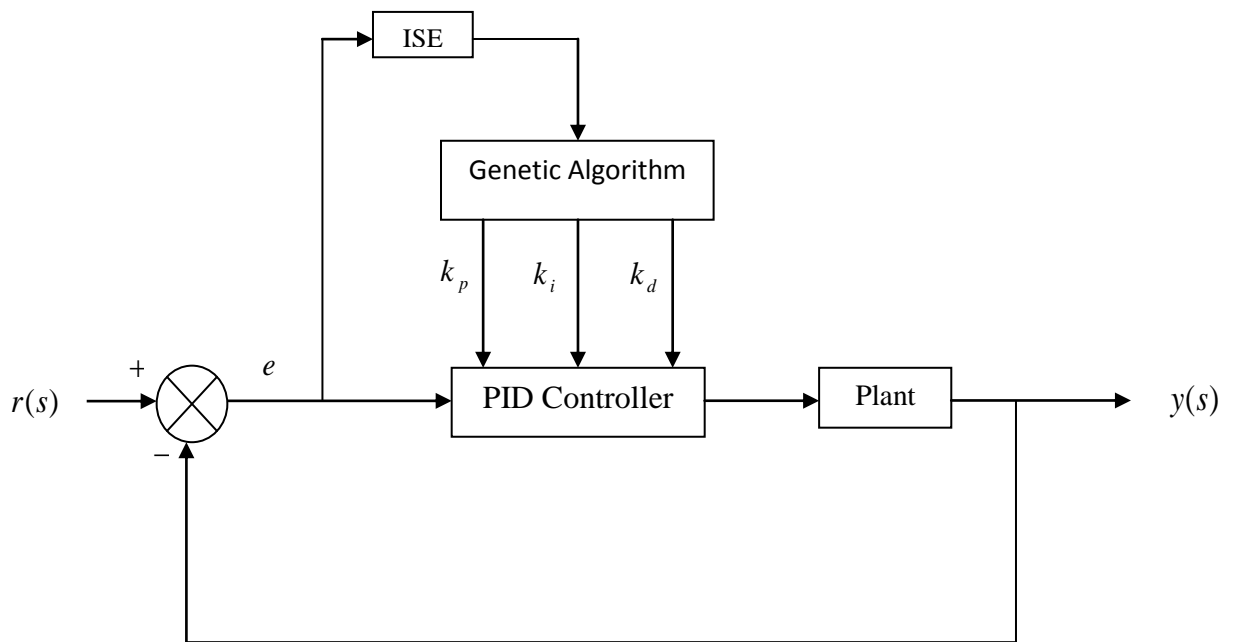 ISE
Genetic Algorithm
k_p k_i k_d
+ e
r(s) PID Controller Plant y(s)
−